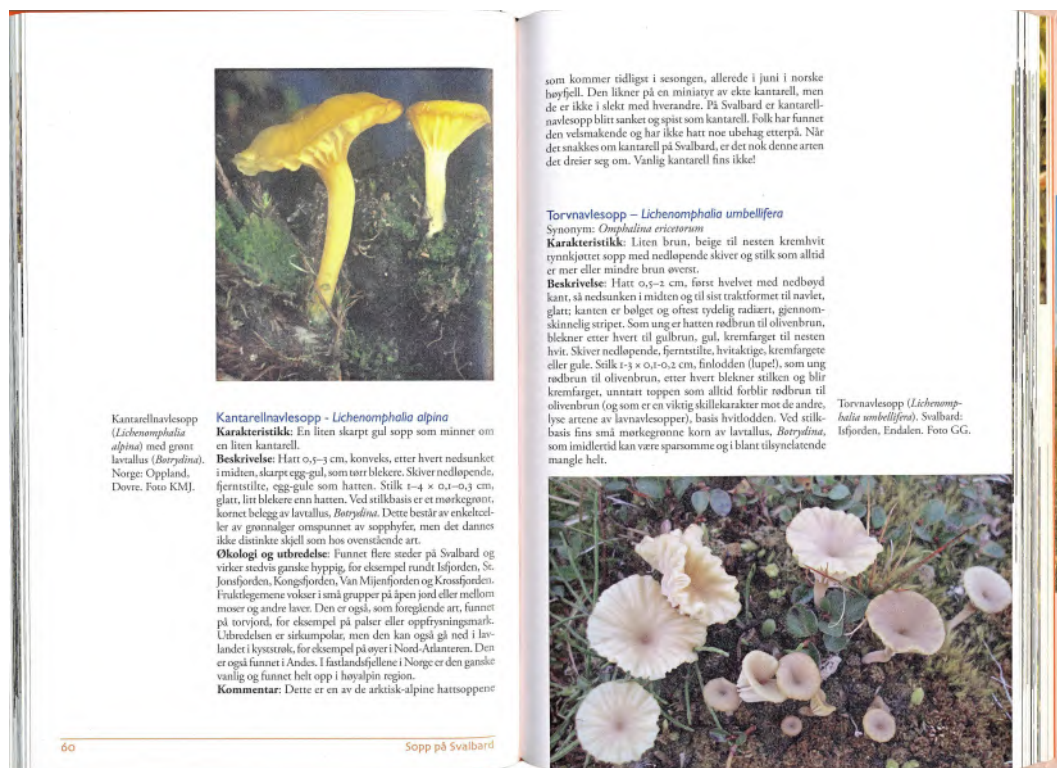 Kantarellnavlesopp
(Lichenomphalia
alpina) med grønt
lavtallus (Botrydina).
Norge: Oppland,
Dovre. Foto KMJ.
Kantarellnavlesopp - Lichenomphalia alpina
Karakteristikk: En liten skarpt gul sopp som minner om
en liten kantarell.
Beskrivelse: Hatt 0,5–3 cm, konveks, etter hvert nedsunket
i midten, skarpt egg-gul, som tørr blekere. Skiver nedløpende,
fjerntstilte, egg-gule som hatten. Stilk 1–4 × 0,1–0,3 cm,
glatt, litt blekere enn hatten. Ved stilkbasis er et mørkegrønt,
kornet belegg av lavtallus, Botrydina. Dette består av enkeltcel-
ler av grønnalger omspunnet av sopphyfer, men det dannes
ikke distinkte skjell som hos ovenstående art.
Økologi og utbredelse: Funnet flere steder på Svalbard og
virker stedvis ganske hyppig, for eksempel rundt Isfjorden, St.
Jonsfjorden, Kongsfjorden, Van Mijenfjorden og Krossfjorden.
Fruktlegemene vokser i små grupper på åpen jord eller mellom
moser og andre laver. Den er også, som foregående art, funnet
på torvjord, for eksempel på palser eller oppfrysningsmark.
Utbredelsen er sirkumpolar, men den kan også gå ned i lav-
landet i kyststrøk, for eksempel på øyer i Nord-Atlanteren. Den
er også funnet i Andes. I fastlandsfjellene i Norge er den ganske
vanlig og funnet helt opp i høyalpin region.
Kommentar: Dette er en av de arktisk-alpine hattsoppene
60
Sopp på Svalbard
som kommer tidligst i sesongen, allerede i juni i norske
høyfjell. Den likner på en miniatyr av ekte kantarell, men
de er ikke i slekt med hverandre. På Svalbard er kantarell-
navlesopp blitt sanket og spist som kantarell. Folk har funnet
den velsmakende og har ikke hatt noe ubehag etterpå. Når
det snakkes om kantarell på Svalbard, er det nok denne arten
det dreier seg om. Vanlig kantarell fins ikke!
Torvnavlesopp – Lichenomphalia umbellifera
Synonym: Omphalina ericetorum
Karakteristikk: Liten brun, beige til nesten kremhvit
tynnkjøttet sopp med nedløpende skiver og stilk som alltid
er mer eller mindre brun øverst.
Beskrivelse: Hatt 0,5–2 cm, først hvelvet med nedbøyd
kant, så nedsunken i midten og til sist traktformet til navlet,
glatt; kanten er bølget og oftest tydelig radiært, gjennom-
skinnelig stripet. Som ung er hatten rødbrun til olivenbrun,
blekner etter hvert til gulbrun, gul, kremfarget til nesten
hvit. Skiver nedløpende, fjerntstilte, hvitaktige, kremfargete
eller gule. Stilk 1-3 × 0,1-0,2 cm, finlodden (lupe!), som ung
rødbrun til olivenbrun, etter hvert blekner stilken og blir
kremfarget, unntatt toppen som alltid forblir rødbrun til
olivenbrun (og som er en viktig skillekarakter mot de andre,
lyse artene av lavnavlesopper), basis hvitlodden. Ved stilk-
basis fins små mørkegrønne korn av lavtallus, Botrydina,
som imidlertid kan være sparsomme og i blant tilsynelatende
mangle helt.
Torvnavlesopp (Lichenomp-
halia umbellifera). Svalbard:
Isfjorden, Endalen. Foto GG.